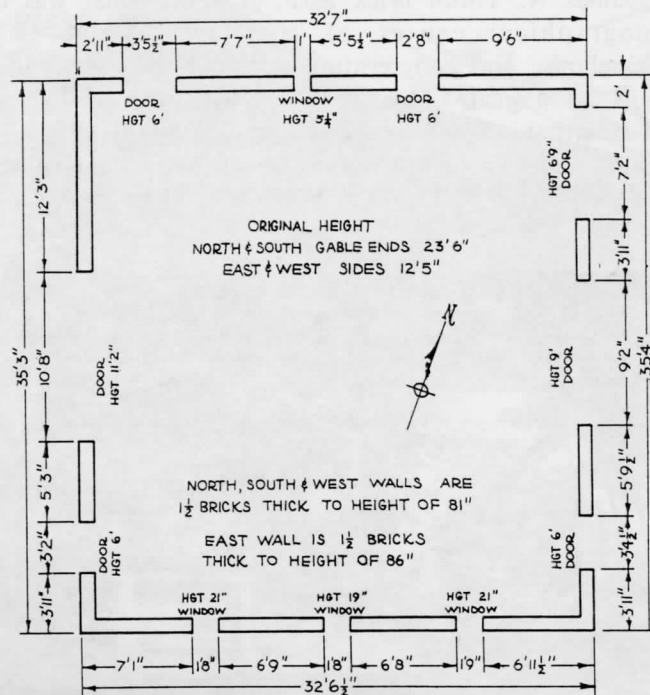 32'7"
2'11" 3'5½" 7'7" 1' 5'5½" 2'8" 9'6"
DOOR
HGT 6'
WINDOW
HGT 5¼"
DOOR
HGT 6'
2'
7'2"
3'11"
9'2"
5'9½"
3'4½"
3'11"
35'4"
HGT 6'9"
DOOR
HGT 9'
DOOR
HGT 6'
DOOR
35'3"
12'3"
10'8"
5'3"
3'2"
3'11"
DOOR
HGT 11'2"
DOOR
HGT 6'
ORIGINAL HEIGHT
NORTH & SOUTH GABLE ENDS 23'6"
EAST & WEST SIDES 12'5"
N
NORTH, SOUTH & WEST WALLS ARE
1½ BRICKS THICK TO HEIGHT OF 81"
EAST WALL IS 1½ BRICKS
THICK TO HEIGHT OF 86"
HGT 21"
WINDOW
HGT 19"
WINDOW
HGT 21"
WINDOW
7'1" 1'8" 6'9" 1'8" 6'8" 1'9" 6'11½"
32'6½"